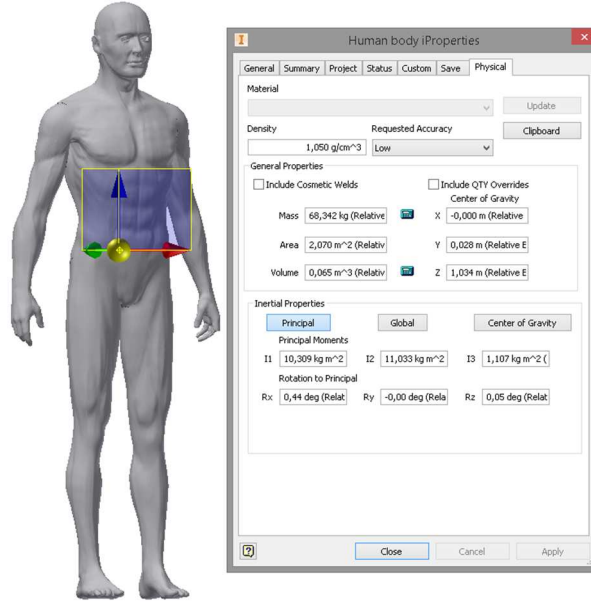 Human body iProperties
General Summary Project Status Custom Save Physical
Material
Update
Density Requested Accuracy Clipboard
1,050 g/cm^3 Low
General Properties
Include Cosmetic Welds Include QTY Overrides
Center of Gravity
Mass 68,342 kg (Relative X -0,000 m (Relative
Area 2,070 m^2 (Relativ Y 0,028 m (Relative E
Volume 0,065 m^3 (Relativ Z 1,034 m (Relative E
Inertial Properties
Principal Global Center of Gravity
Principal Moments
I1 10,309 kg m^2 I2 11,033 kg m^2 I3 1,107 kg m^2 (
Rotation to Principal
Rx 0,44 deg (Relat Ry -0,00 deg (Rela Rz 0,05 deg (Relat
Close Cancel Apply